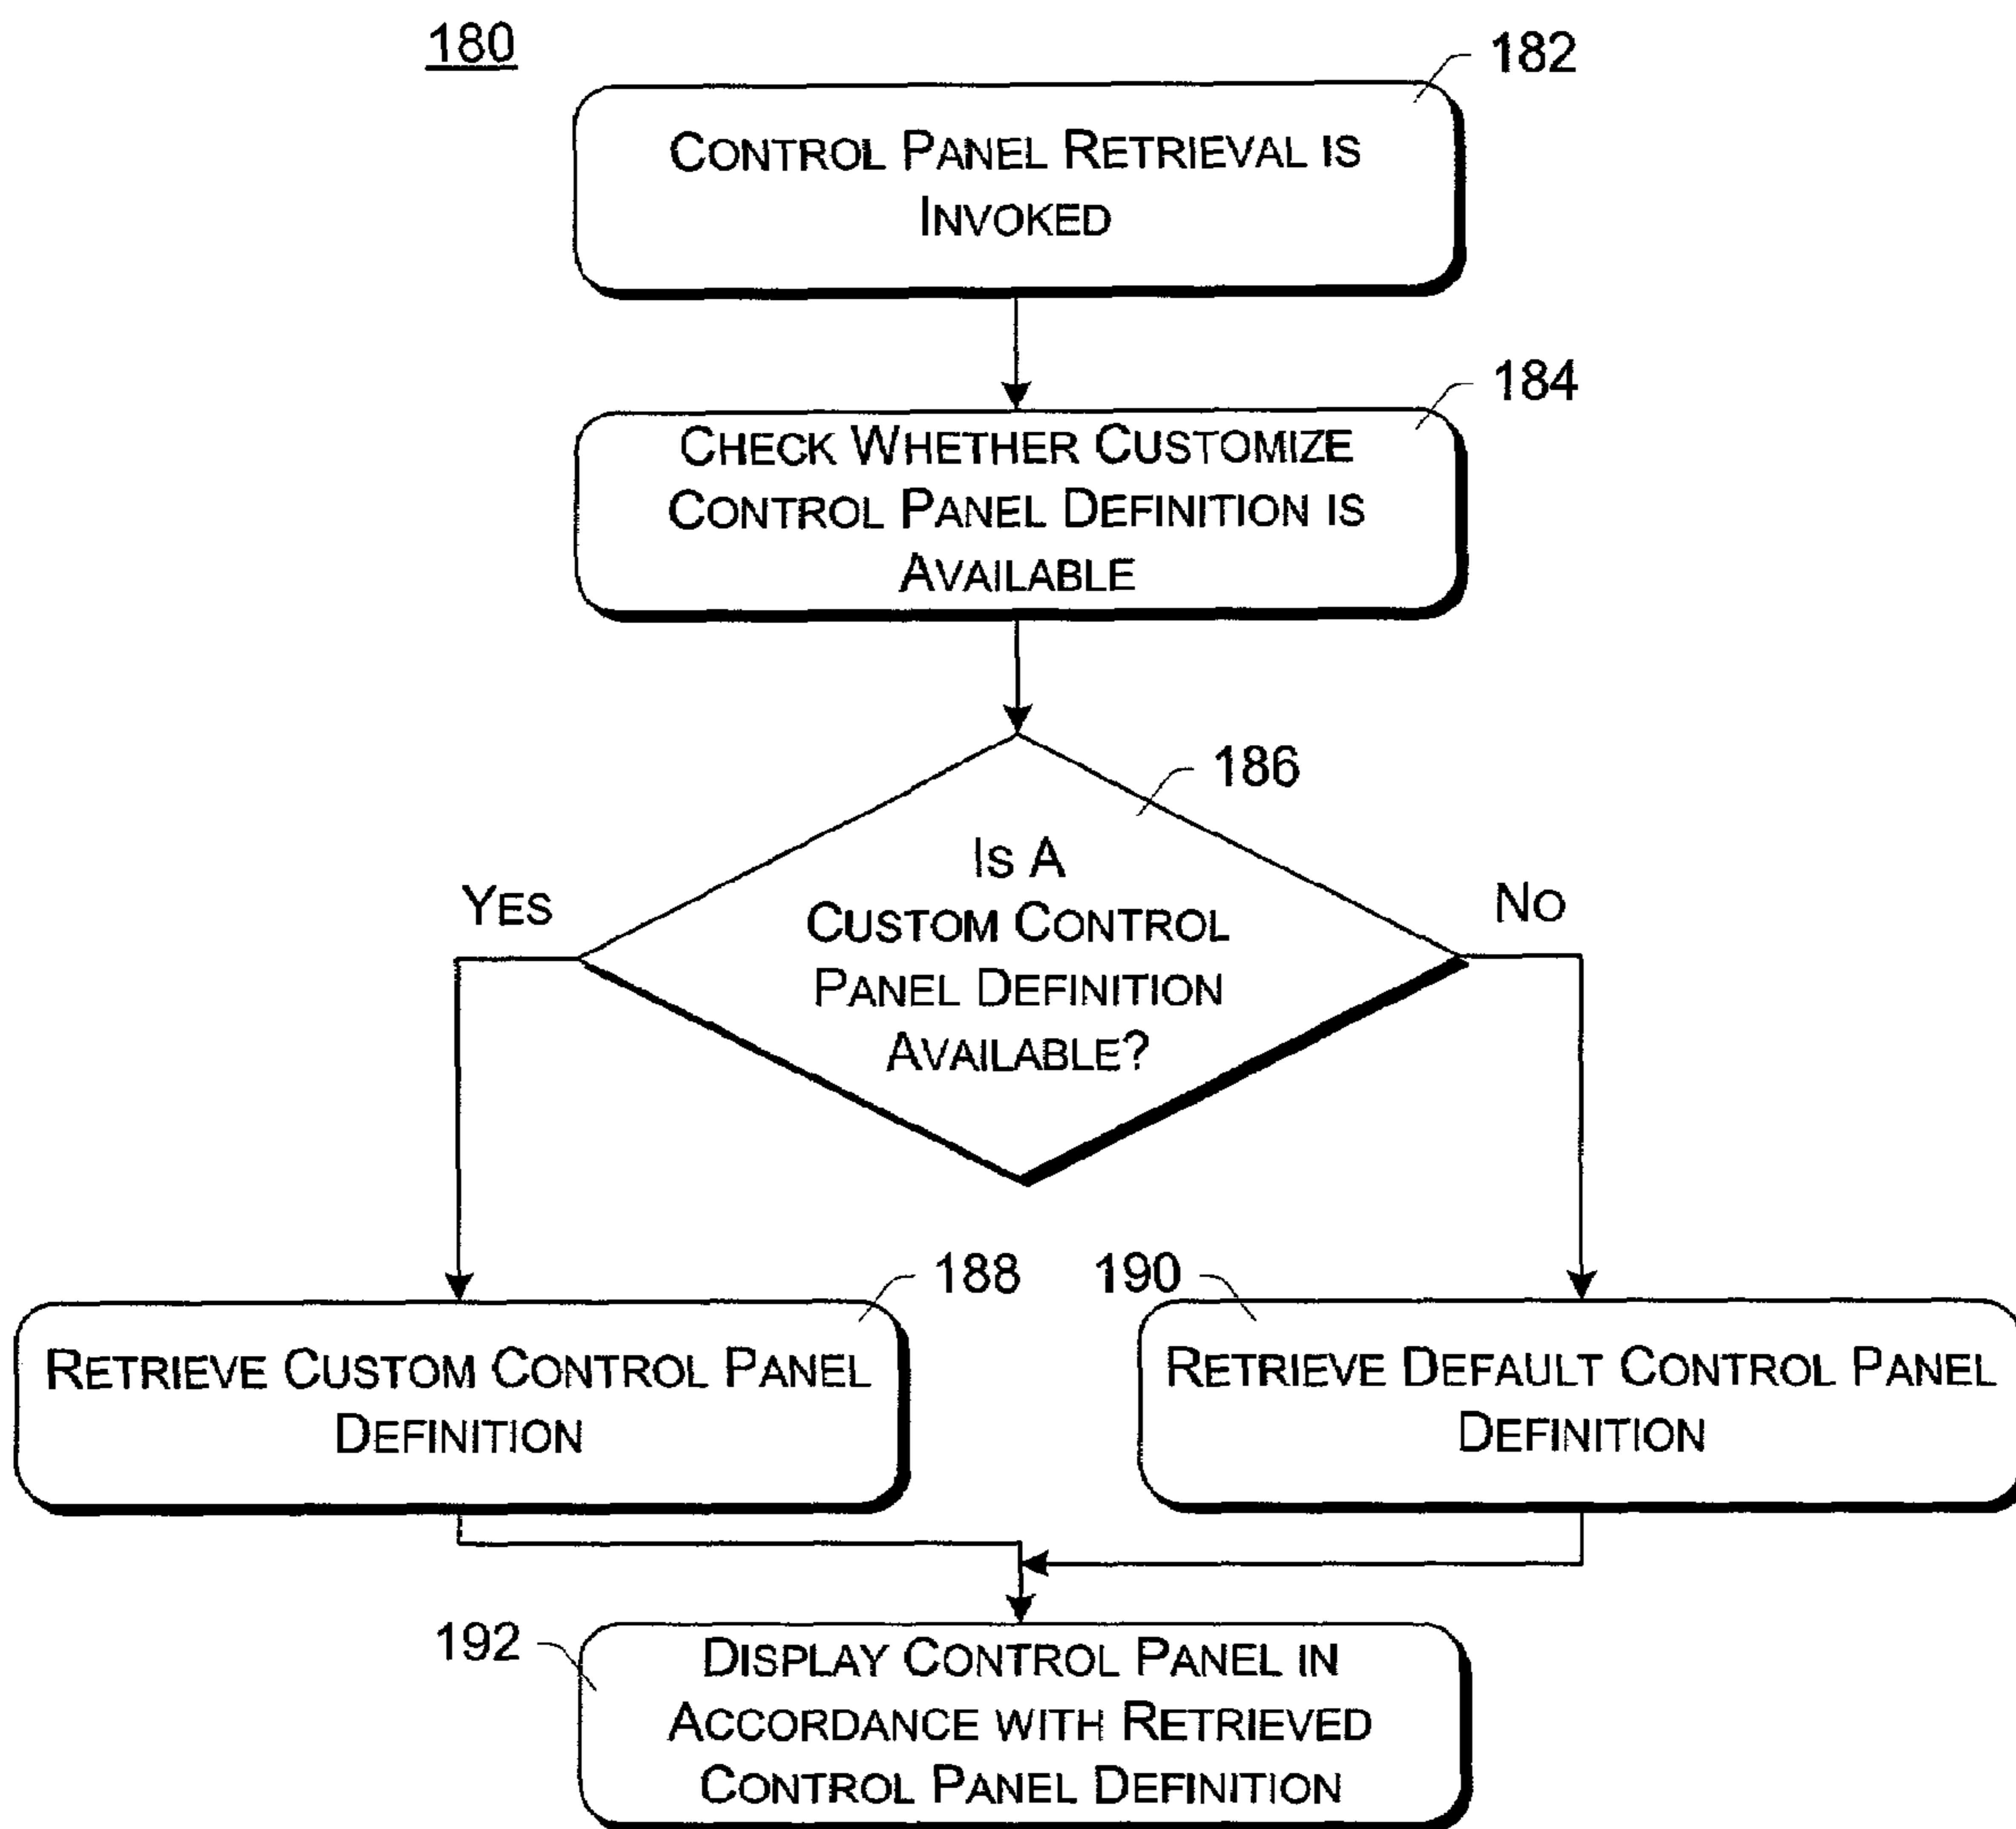 180
182
CONTROL PANEL RETRIEVAL IS
INVOKED
184
CHECK WHETHER CUSTOMIZE
CONTROL PANEL DEFINITION IS
AVAILABLE
186
IS A
CUSTOM CONTROL
PANEL DEFINITION
AVAILABLE?
YES
NO
188
RETRIEVE CUSTOM CONTROL PANEL
DEFINITION
190
RETRIEVE DEFAULT CONTROL PANEL
DEFINITION
192
DISPLAY CONTROL PANEL IN
ACCORDANCE WITH RETRIEVED
CONTROL PANEL DEFINITION